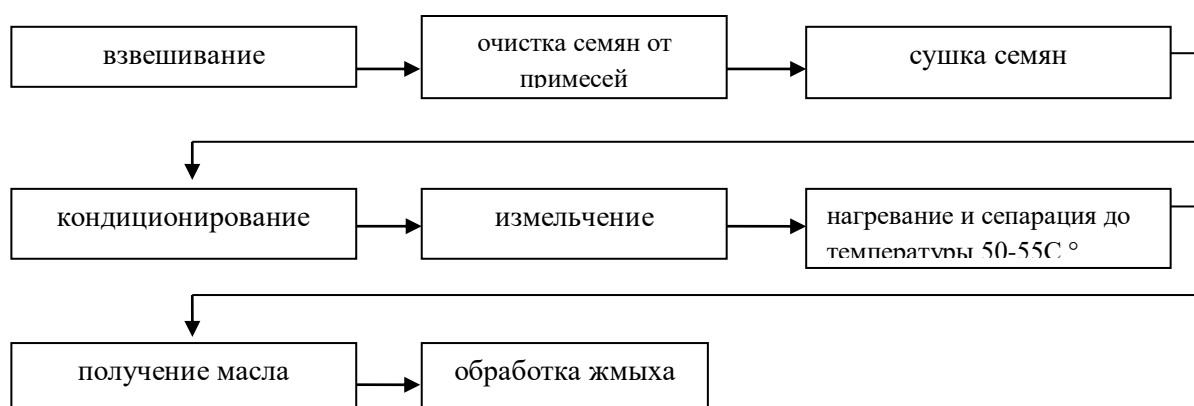 взвешивание
очистка семян от
примесей
сушка семян
кондиционирование
измельчение
нагревание и сепарация до
температуры 50-55С °
получение масла
обработка жмыха